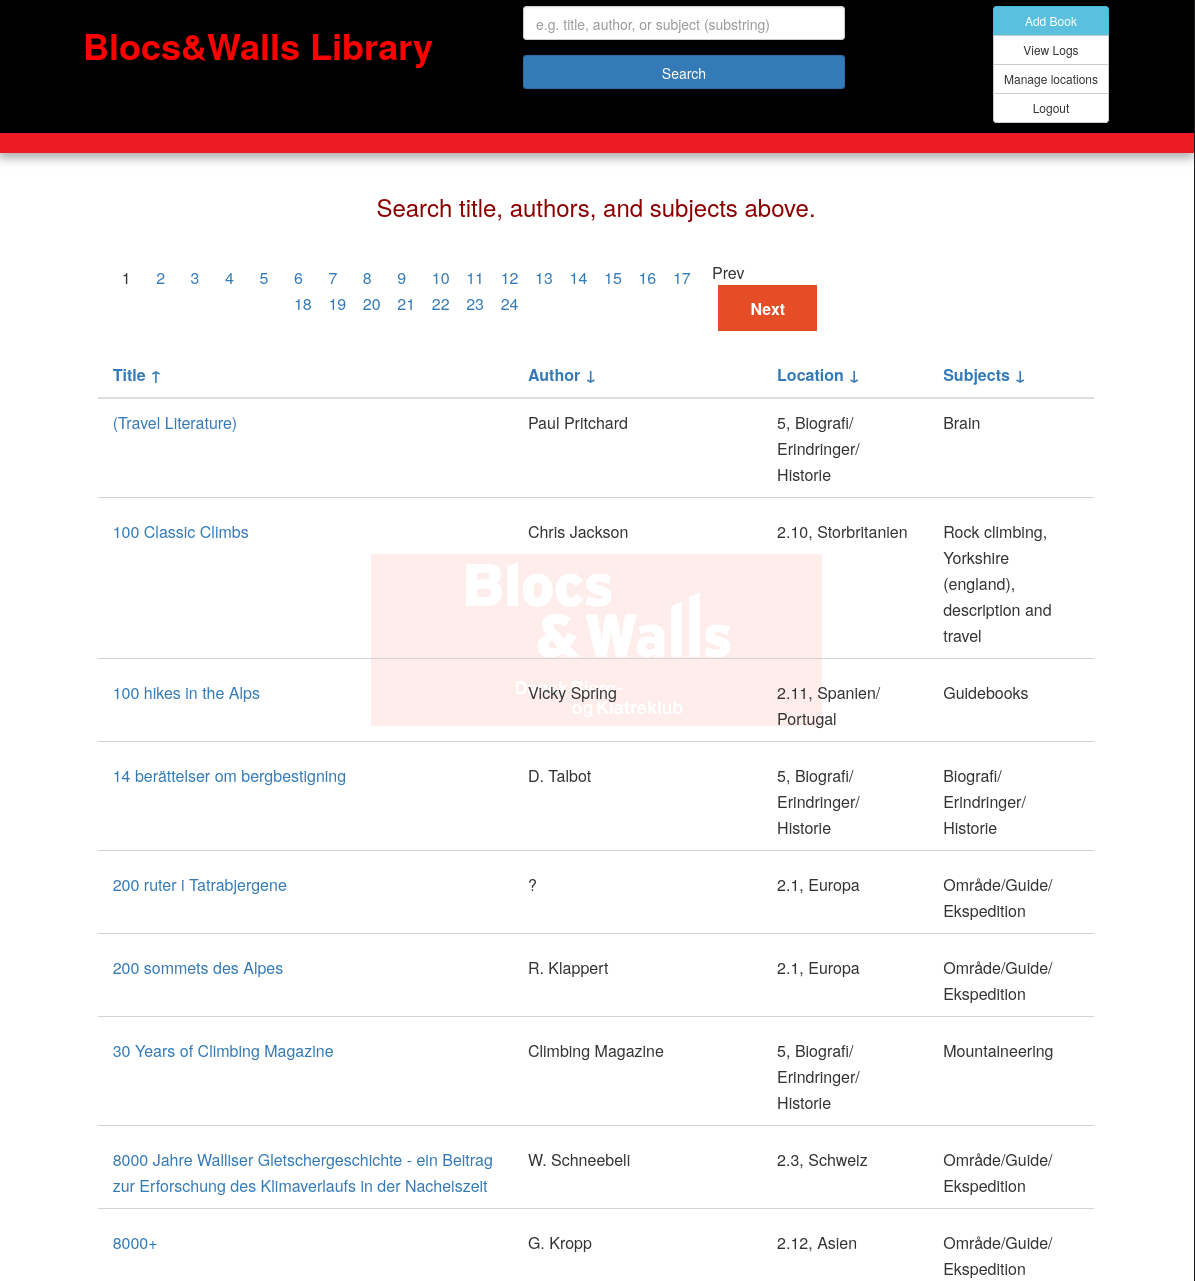 Blocs&Walls Library
e.g. title, author, or subject (substring)
Search
Add Book
View Logs
Manage locations
Logout
Search title, authors, and subjects above.
1 2 3 4 5 6 7 8 9 10 11 12 13 14 15 16 17
18 19 20 21 22 23 24
Prev
Next
Title ↑ Author ↓ Location ↓ Subjects ↓
(Travel Literature) Paul Pritchard 5, Biografi/ Brain
Erindringer/
Historie
100 Classic Climbs Chris Jackson 2.10, Storbritanien Rock climbing,
Yorkshire
(england),
description and
travel
Blocs
& Walls
og Klatreklub
100 hikes in the Alps Vicky Spring 2.11, Spanien/ Guidebooks
Portugal
14 berättelser om bergbestigning D. Talbot 5, Biografi/ Biografi/
Erindringer/ Erindringer/
Historie Historie
200 ruter i Tatrabjergene ? 2.1, Europa Område/Guide/
Ekspedition
200 sommets des Alpes R. Klappert 2.1, Europa Område/Guide/
Ekspedition
30 Years of Climbing Magazine Climbing Magazine 5, Biografi/ Mountaineering
Erindringer/
Historie
8000 Jahre Walliser Gletschergeschichte - ein Beitrag W. Schneebeli 2.3, Schweiz Område/Guide/
zur Erforschung des Klimaverlaufs in der Nacheiszeit Ekspedition
8000+ G. Kropp 2.12, Asien Område/Guide/
Ekspedition